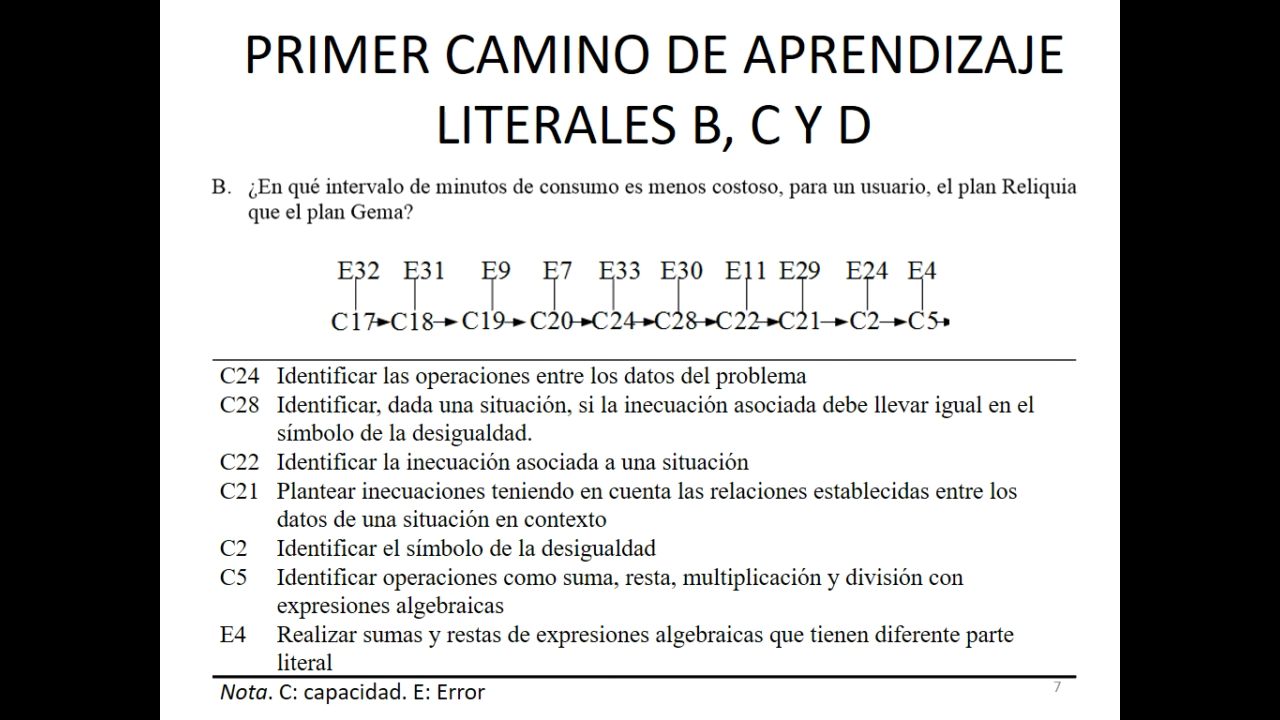 PRIMER CAMINO DE APRENDIZAJE
LITERALES B, C Y D
B. ¿En qué intervalo de minutos de consumo es menos costoso, para un usuario, el plan Reliquia
que el plan Gema?
E32 E31 E9 E7 E33 E30 E11 E29 E24 E4
C17 C18 C19 C20 C24 C28 C22 C21 C2 C5
C24 Identificar las operaciones entre los datos del problema
C28 Identificar, dada una situación, si la inecuación asociada debe llevar igual en el
símbolo de la desigualdad.
C22 Identificar la inecuación asociada a una situación
C21 Plantear inecuaciones teniendo en cuenta las relaciones establecidas entre los
datos de una situación en contexto
C2 Identificar el símbolo de la desigualdad
C5 Identificar operaciones como suma, resta, multiplicación y división con
expresiones algebraicas
E4 Realizar sumas y restas de expresiones algebraicas que tienen diferente parte
literal
Nota. C: capacidad. E: Error
7